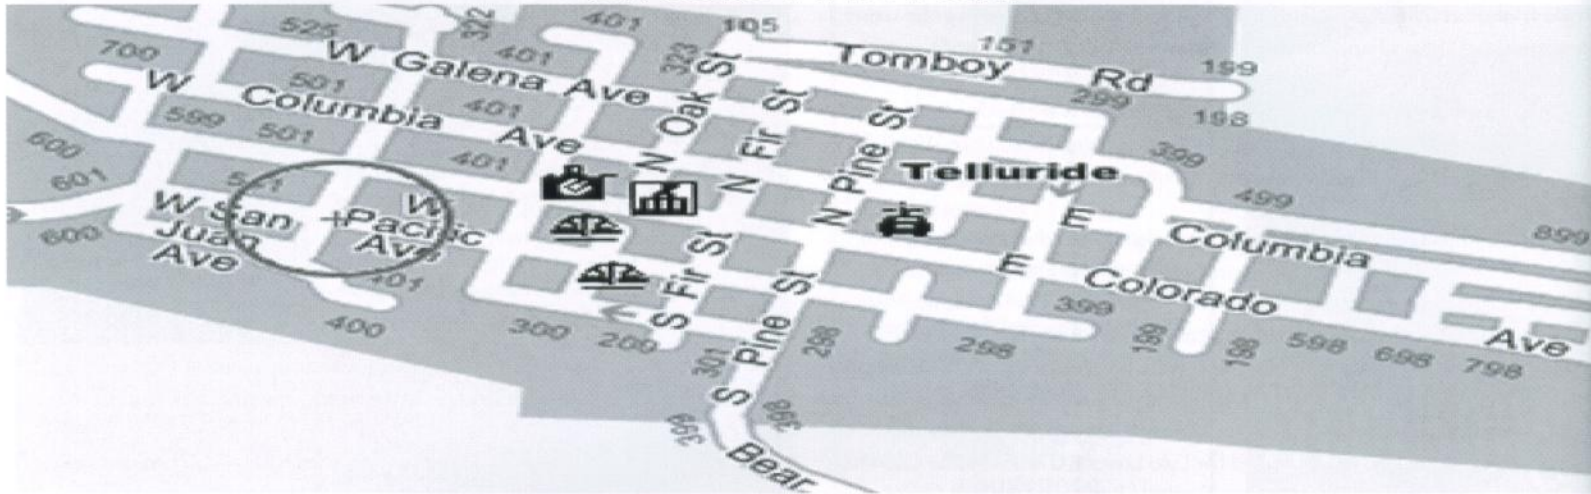 401
105
525
322
700
W Galena Ave
401
323
N Oak St
Tomboy Rd
151
199
W Columbia Ave
501
401
299
198
N Fir St
N Pine St
599
501
401
Telluride
399
600
601
499
W San Juan Ave
W Pacific Ave
E Columbia
899
600
401
S Fir St
E Colorado Ave
399
400
300
200
301
S Pine St
298
298
199
198
598
698
798
399
398
Bear